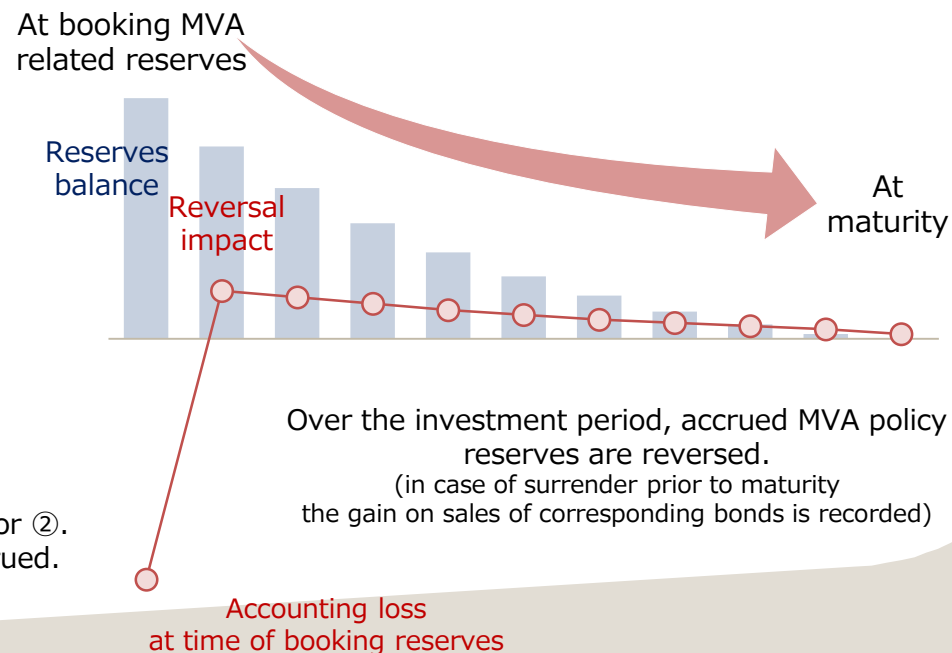 At booking MVA
related reserves
Reserves
balance
Reversal
impact
At
maturity
Over the investment period, accrued MVA policy
reserves are reversed.
(in case of surrender prior to maturity
the gain on sales of corresponding bonds is recorded)
or ②.
Accounting loss
at time of booking reserves